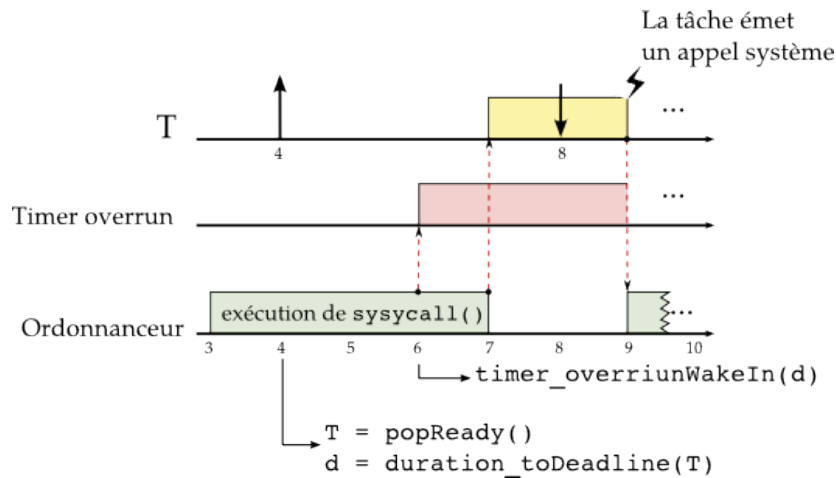 La tâche émet
un appel système
T
...
4
8
Timer overrun
...
Ordonnanceur
exécution de sysycall()
...
3 4 5 6 7 8 9 10
timer_overriunWakeIn(d)
T = popReady()
d = duration_toDeadline(T)